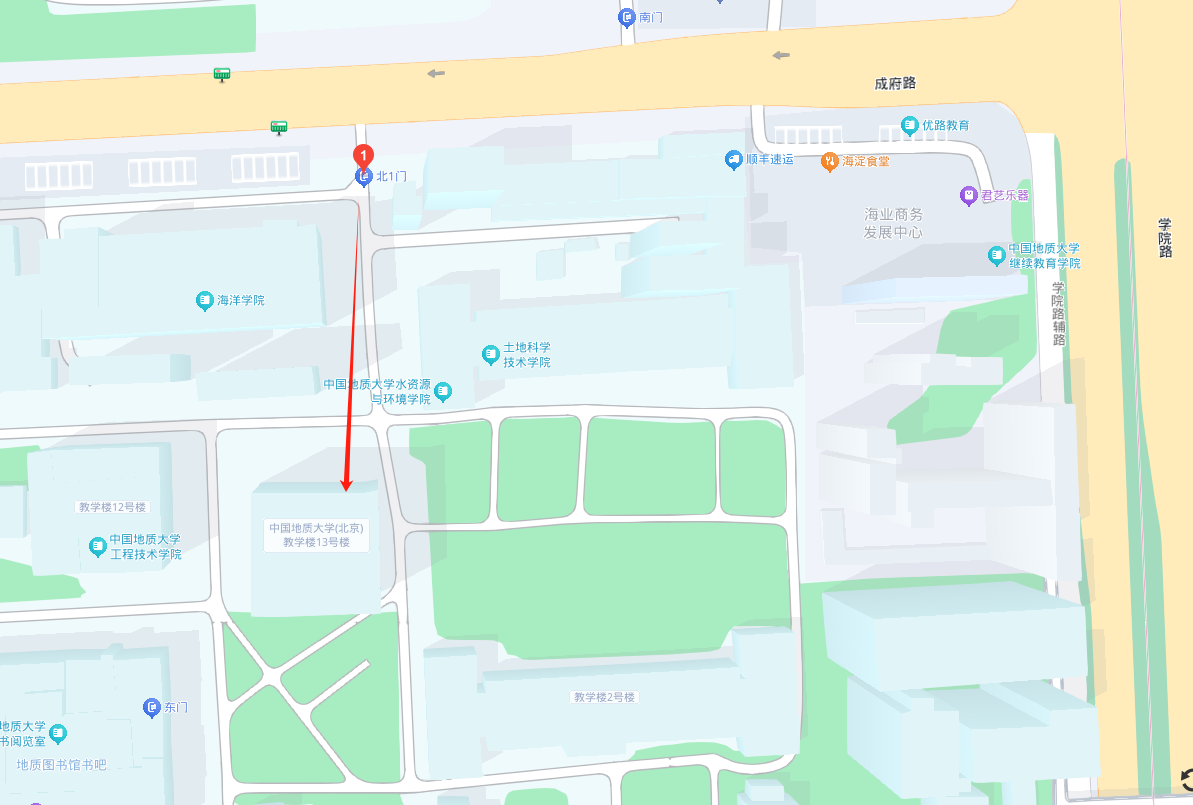 南门
成府路
优路教育
1
北1门
顺丰速运
海淀食堂
君艺乐器
海业商务
发展中心
学院路
中国地质大学
继续教育学院
海洋学院
学院路辅路
土地科学
技术学院
中国地质大学水资源
与环境学院
教学楼12号楼
中国地质大学(北京)
教学楼13号楼
中国地质大学
工程技术学院
教学楼2号楼
东门
地质大学
书阅览室
地质图书馆书吧